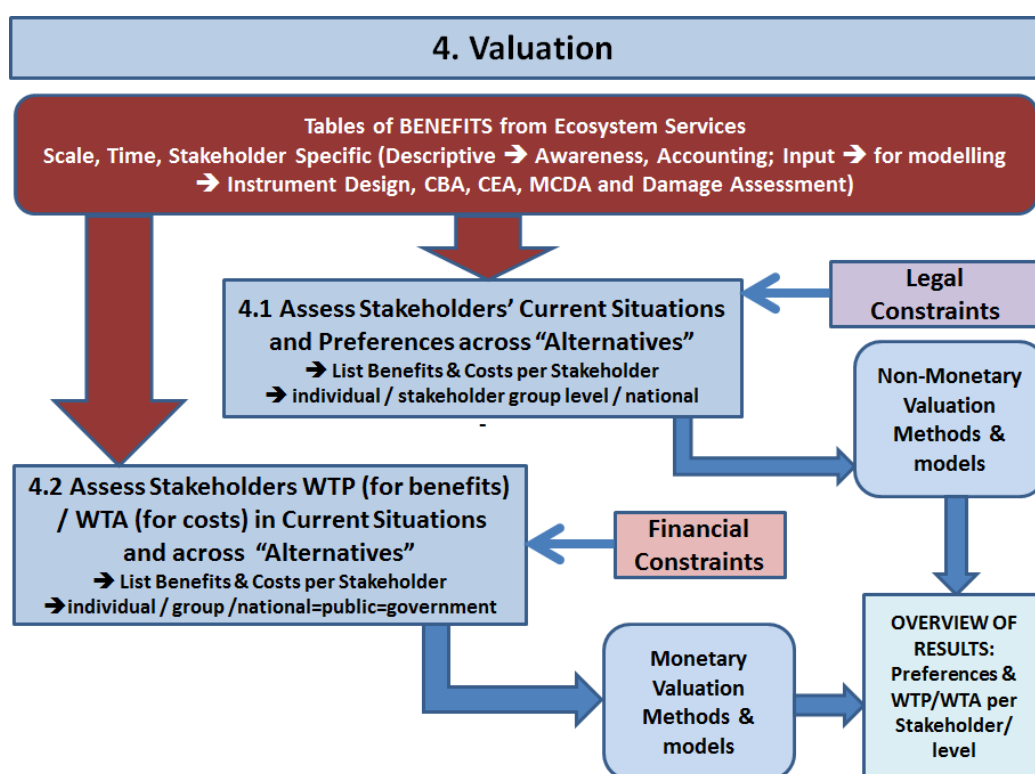 4. Valuation
Tables of BENEFITS from Ecosystem Services
Scale, Time, Stakeholder Specific (Descriptive ➔ Awareness, Accounting; Input ➔ for modelling
➔ Instrument Design, CBA, CEA, MCDA and Damage Assessment)
4.1 Assess Stakeholders’ Current Situations
and Preferences across “Alternatives”
➔ List Benefits & Costs per Stakeholder
➔ individual / stakeholder group level / national
-
Legal
Constraints
Non-Monetary
Valuation
Methods &
models
4.2 Assess Stakeholders WTP (for benefits)
/ WTA (for costs) in Current Situations
and across “Alternatives”
➔ List Benefits & Costs per Stakeholder
➔individual / group /national=public=government
Financial
Constraints
Monetary
Valuation
Methods &
models
OVERVIEW OF
RESULTS:
Preferences &
WTP/WTA per
Stakeholder/
level